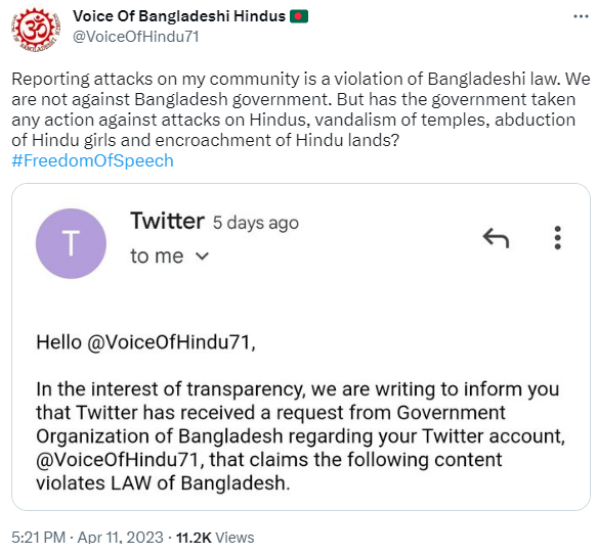 Voice Of Bangladeshi Hindus 🇧🇩
@VoiceOfHindu71
Reporting attacks on my community is a violation of Bangladeshi law. We
are not against Bangladesh government. But has the government taken
any action against attacks on Hindus, vandalism of temples, abduction
of Hindu girls and encroachment of Hindu lands?
#FreedomOfSpeech
T
Twitter 5 days ago
to me
Hello @VoiceOfHindu71,
In the interest of transparency, we are writing to inform you
that Twitter has received a request from Government
Organization of Bangladesh regarding your Twitter account,
@VoiceOfHindu71, that claims the following content
violates LAW of Bangladesh.
5:21 PM · Apr 11, 2023 · 11.2K Views